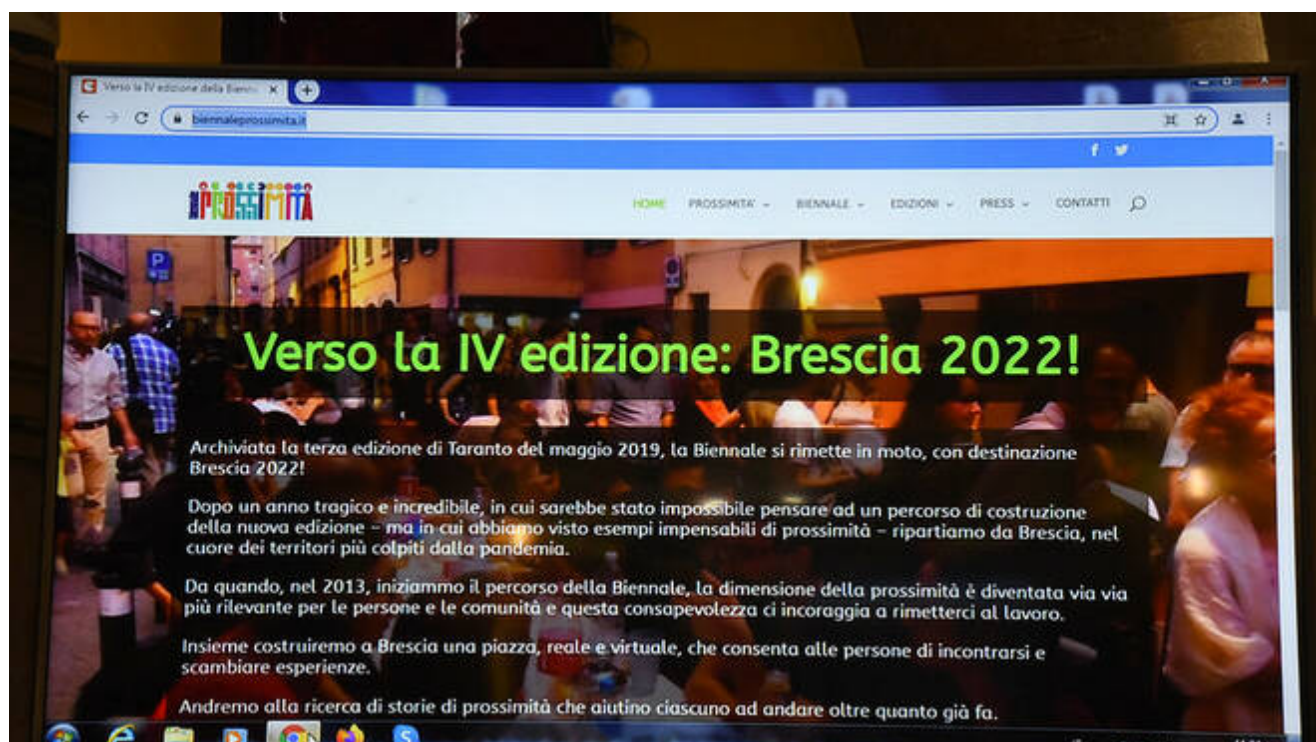 Verso la IV edizione della Bienna
biennaleprossimita.it
BIENNALE PROSSIMITÀ
HOME PROSSIMITA' BIENNALE EDIZIONI PRESS CONTATTI
P
Verso la IV edizione: Brescia 2022!
Archiviata la terza edizione di Taranto del maggio 2019, la Biennale si rimette in moto, con destinazione
Brescia 2022!
Dopo un anno tragico e incredibile, in cui sarebbe stato impossibile pensare ad un percorso di costruzione
della nuova edizione – ma in cui abbiamo visto esempi impensabili di prossimità – ripartiamo da Brescia, nel
cuore dei territori più colpiti dalla pandemia.
Da quando, nel 2013, iniziammo il percorso della Biennale, la dimensione della prossimità è diventata via via
più rilevante per le persone e le comunità e questa consapevolezza ci incoraggia a rimetterci al lavoro.
Insieme costruiremo a Brescia una piazza, reale e virtuale, che consenta alle persone di incontrarsi e
scambiare esperienze.
Andremo alla ricerca di storie di prossimità che aiutino ciascuno ad andare oltre quanto già fa.